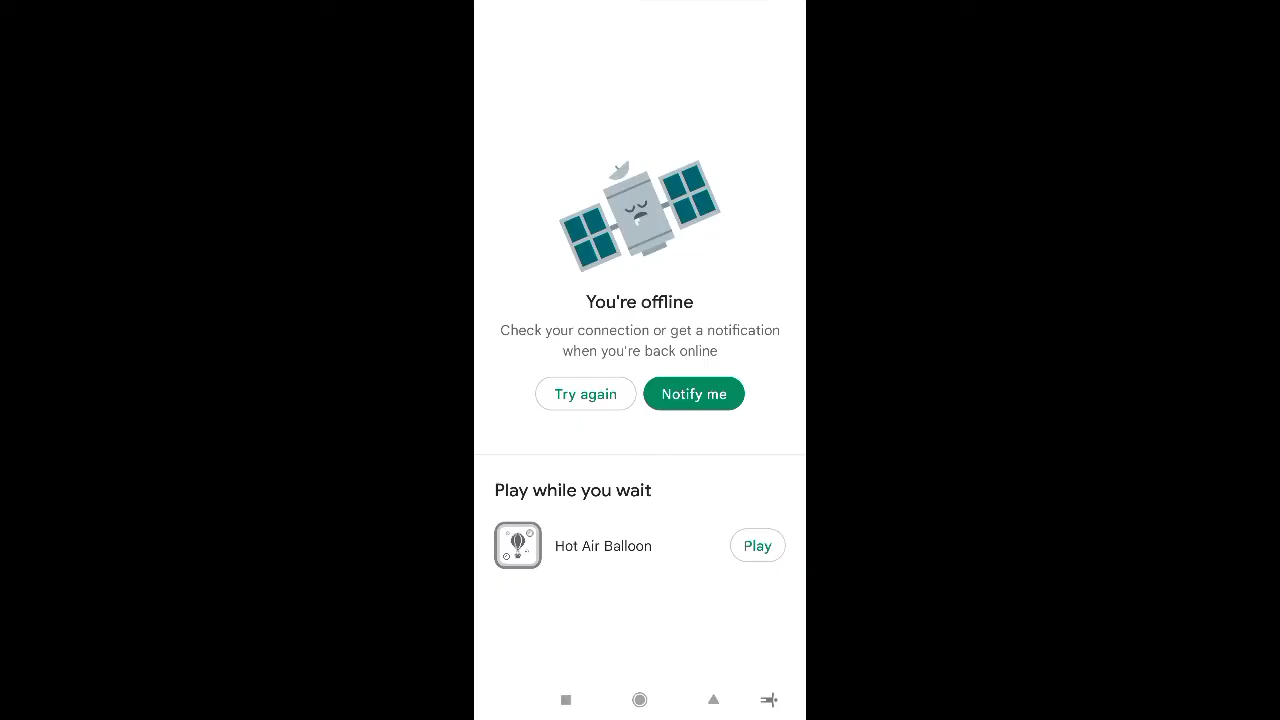 You're offline
Check your connection or get a notification
when you're back online
Try again
Notify me
Play while you wait
Hot Air Balloon
Play